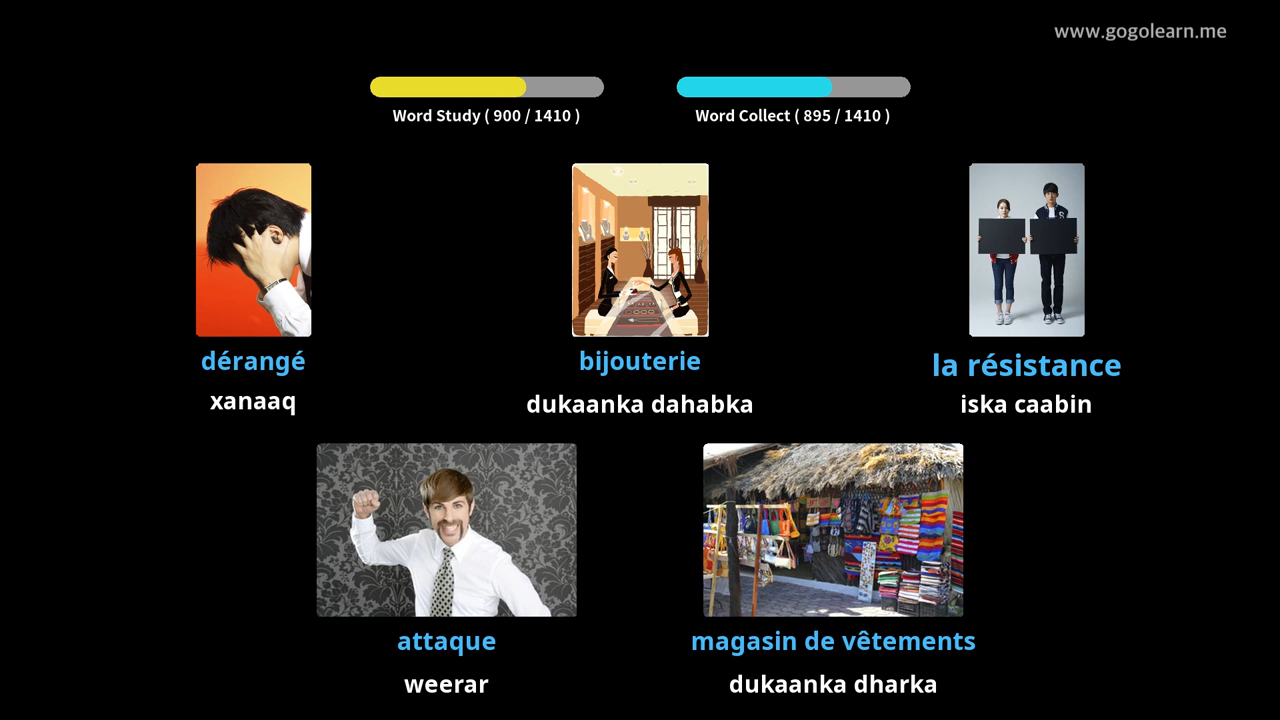 www.gogolearn.me
Word Study ( 900 / 1410 )
Word Collect ( 895 / 1410 )
dérangé
xanaaq
bijouterie
dukaanka dahabka
la résistance
iska caabin
attaque
weerar
magasin de vêtements
dukaanka dharka